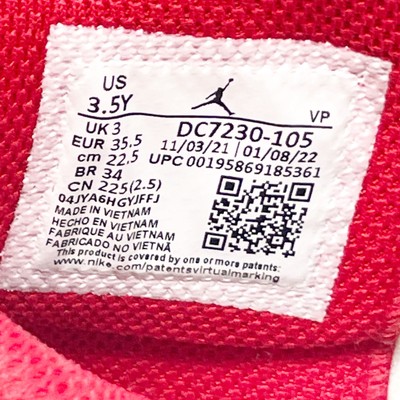 US
3.5Y
VP
UK 3
EUR 35.5
cm 22.5
BR 34
CN 225(2.5)
DC7230-105
11/03/21 | 01/08/22
UPC 00195869185361
04JYA6HGYJFFJ
MADE IN VIETNAM
HECHO EN VIETNAM
FABRIQUE AU VIETNAM
FABRICADO NO VIETNÃ
This product is covered by one or more patents:
www.nike.com/patentsvirtualmarking